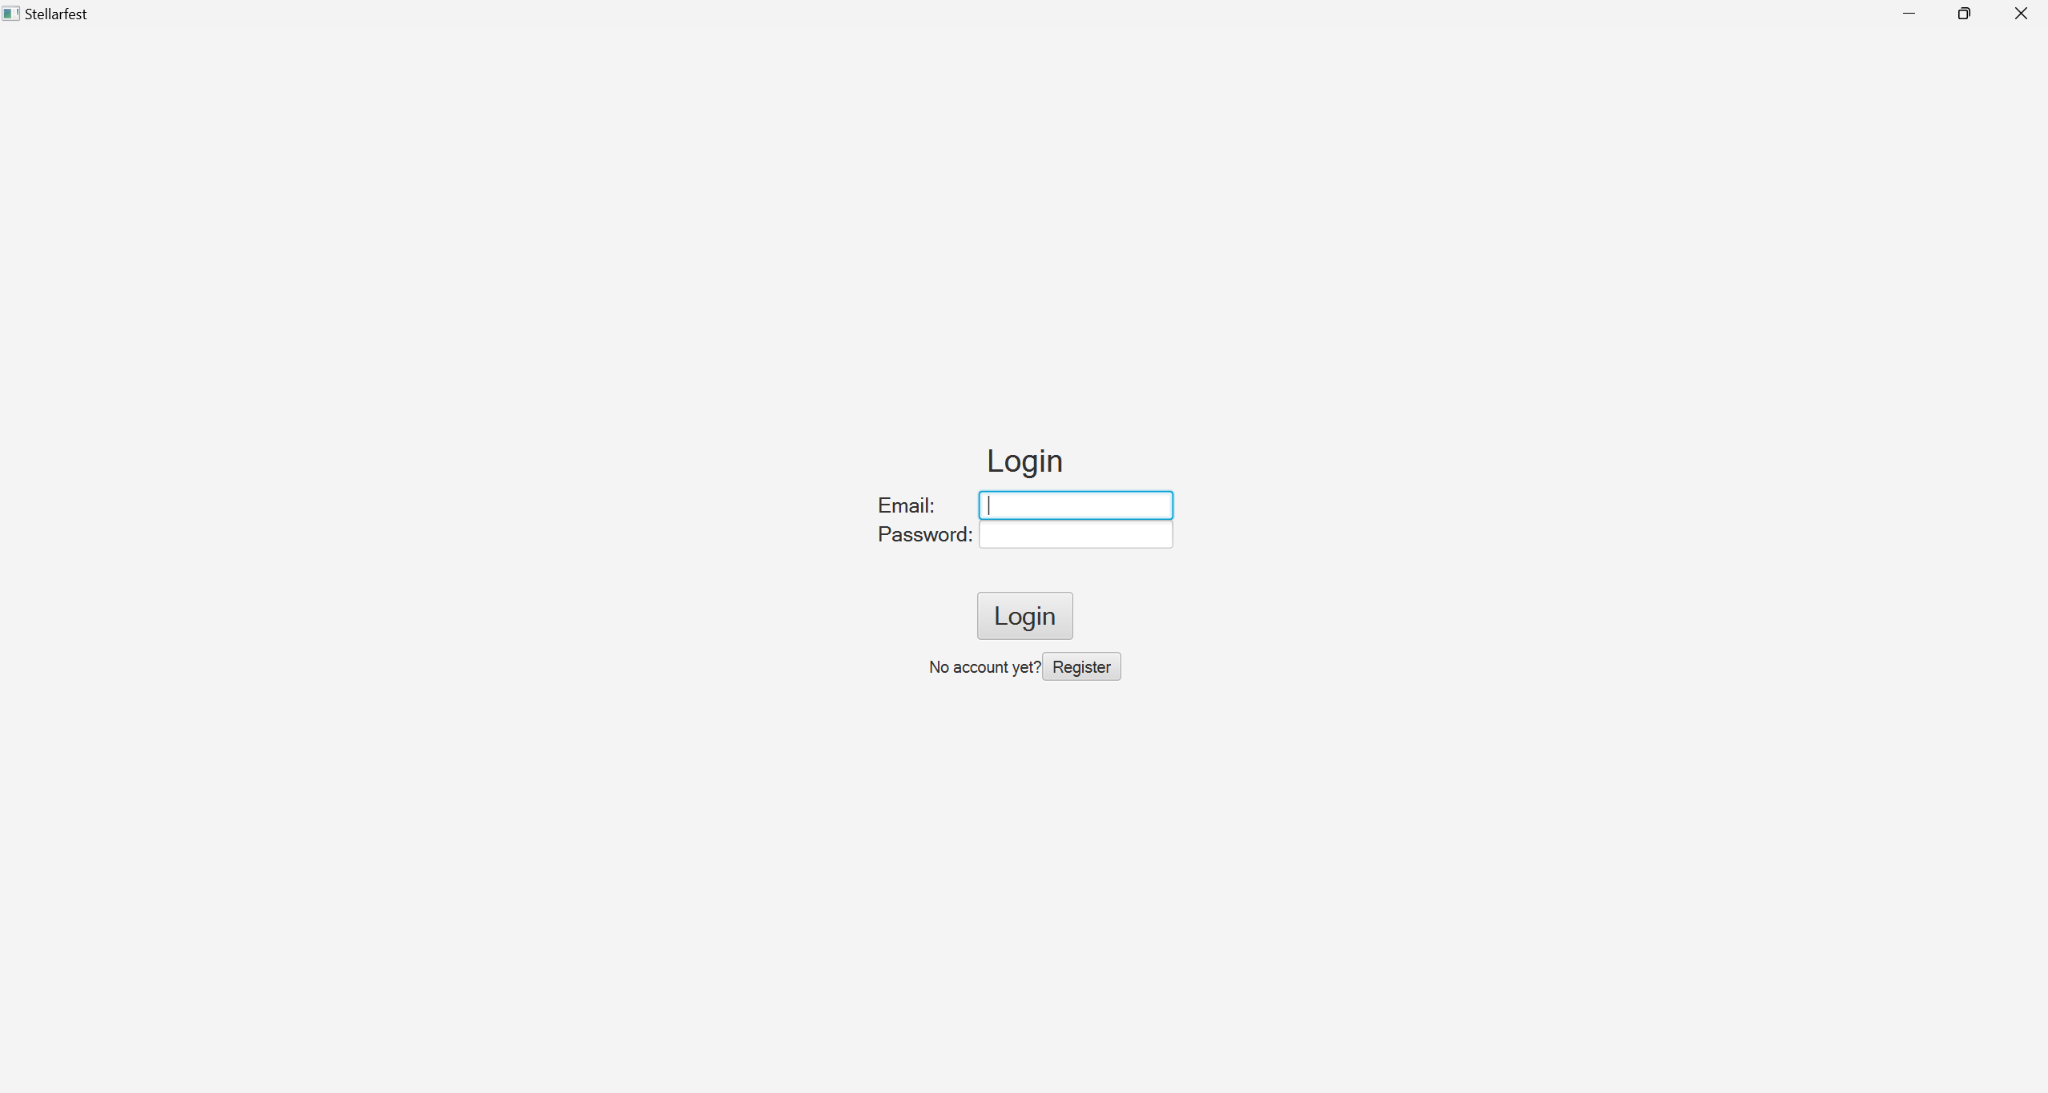 Stellarfest
Login
Email:
Password:
Login
No account yet? Register